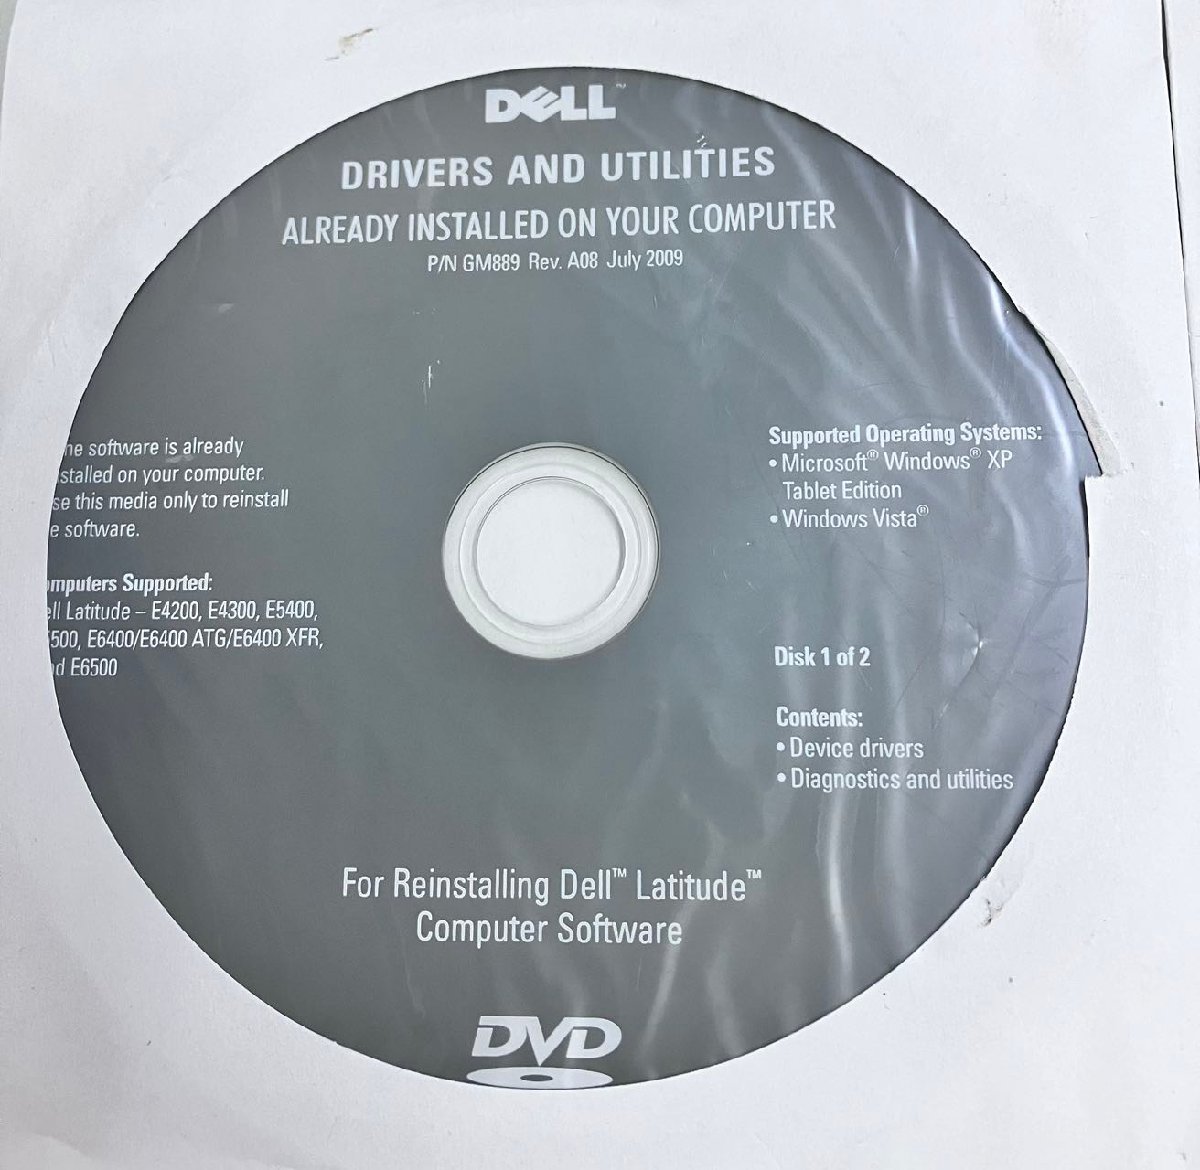 DELL™
DRIVERS AND UTILITIES
ALREADY INSTALLED ON YOUR COMPUTER
P/N GM889 Rev. A08 July 2009
he software is already
stalled on your computer.
se this media only to reinstall
e software.
mputers Supported:
ell Latitude – E4200, E4300, E5400,
500, E6400/E6400 ATG/E6400 XFR,
d E6500
Supported Operating Systems:
• Microsoft® Windows® XP
Tablet Edition
• Windows Vista®
Disk 1 of 2
Contents:
• Device drivers
• Diagnostics and utilities
For Reinstalling Dell™ Latitude™
Computer Software
DVD